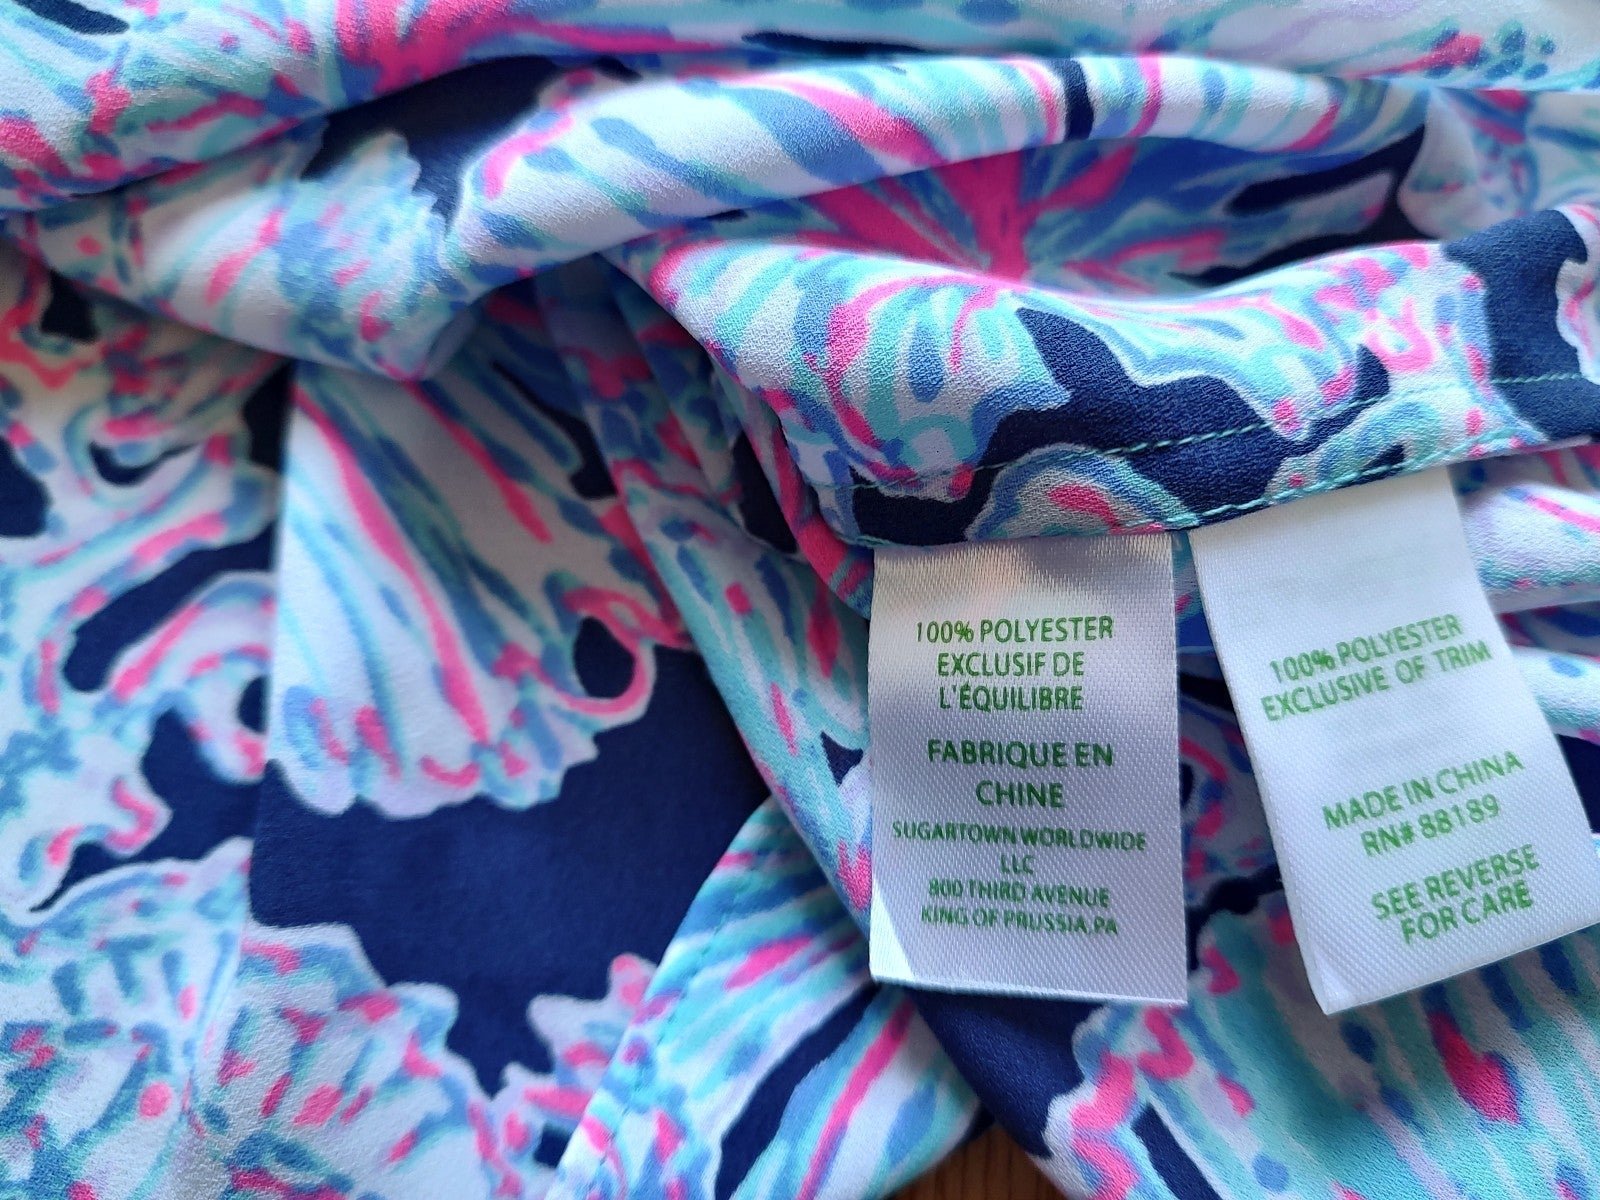 100% POLYESTER
EXCLUSIF DE
L'ÉQUILIBRE
FABRIQUE EN
CHINE
SUGARTOWN WORLDWIDE
LLC
800 THIRD AVENUE
KING OF PRUSSIA,PA
100% POLYESTER
EXCLUSIVE OF TRIM
MADE IN CHINA
RN# 88189
SEE REVERSE
FOR CARE